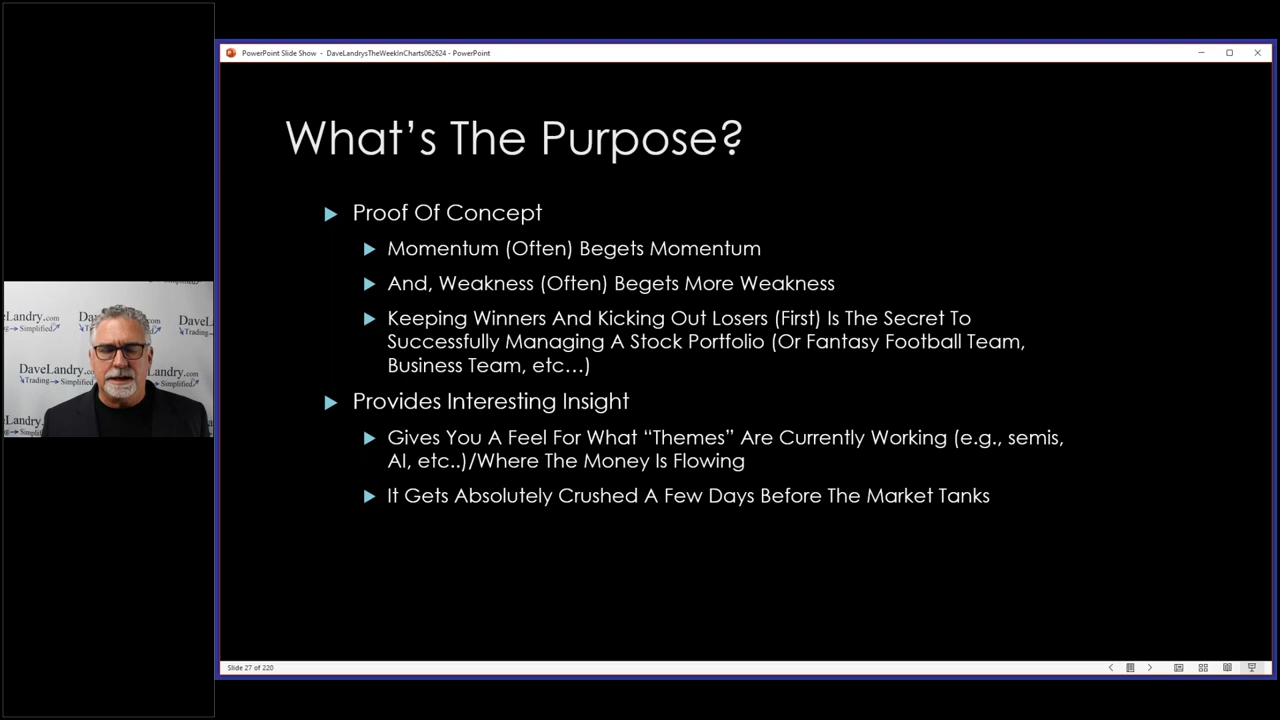 PowerPoint Slide Show - DaveLandrysTheWeekInCharts062624 - PowerPoint
What's The Purpose?
Proof Of Concept
Momentum (Often) Begets Momentum
And, Weakness (Often) Begets More Weakness
Keeping Winners And Kicking Out Losers (First) Is The Secret To
Successfully Managing A Stock Portfolio (Or Fantasy Football Team,
Business Team, etc...)
Provides Interesting Insight
Gives You A Feel For What “Themes” Are Currently Working (e.g., semis,
AI, etc..)/Where The Money Is Flowing
It Gets Absolutely Crushed A Few Days Before The Market Tanks
Landry.com
Simplified
DaveLandry.com
Trading Simplified
Slide 27 of 220